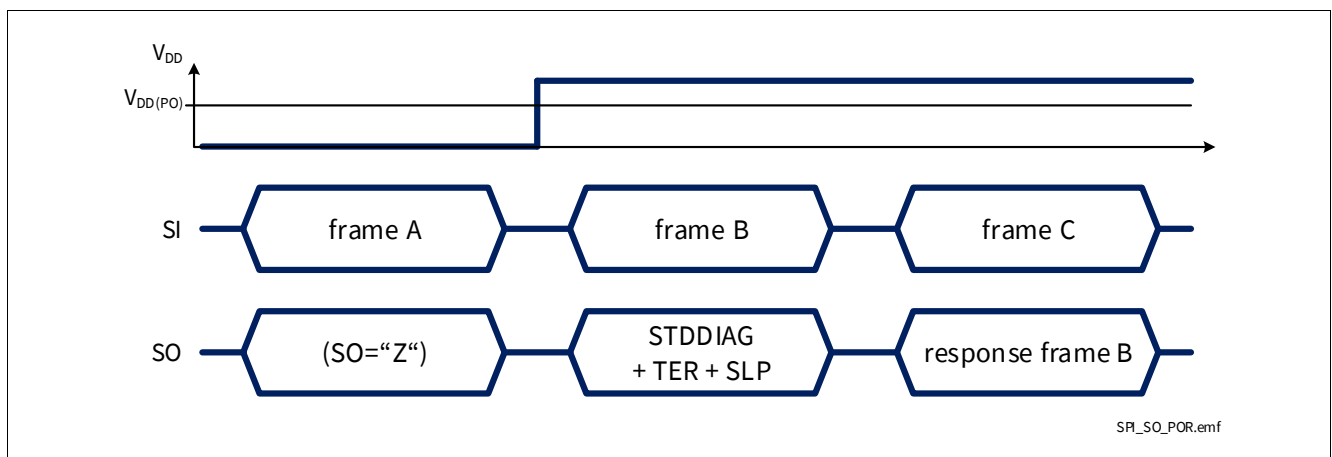 VDD
VDD(PO)
SI
frame A
frame B
frame C
SO
(SO=“Z“)
STDDIAG
+ TER + SLP
response frame B
SPI_SO_POR.emf